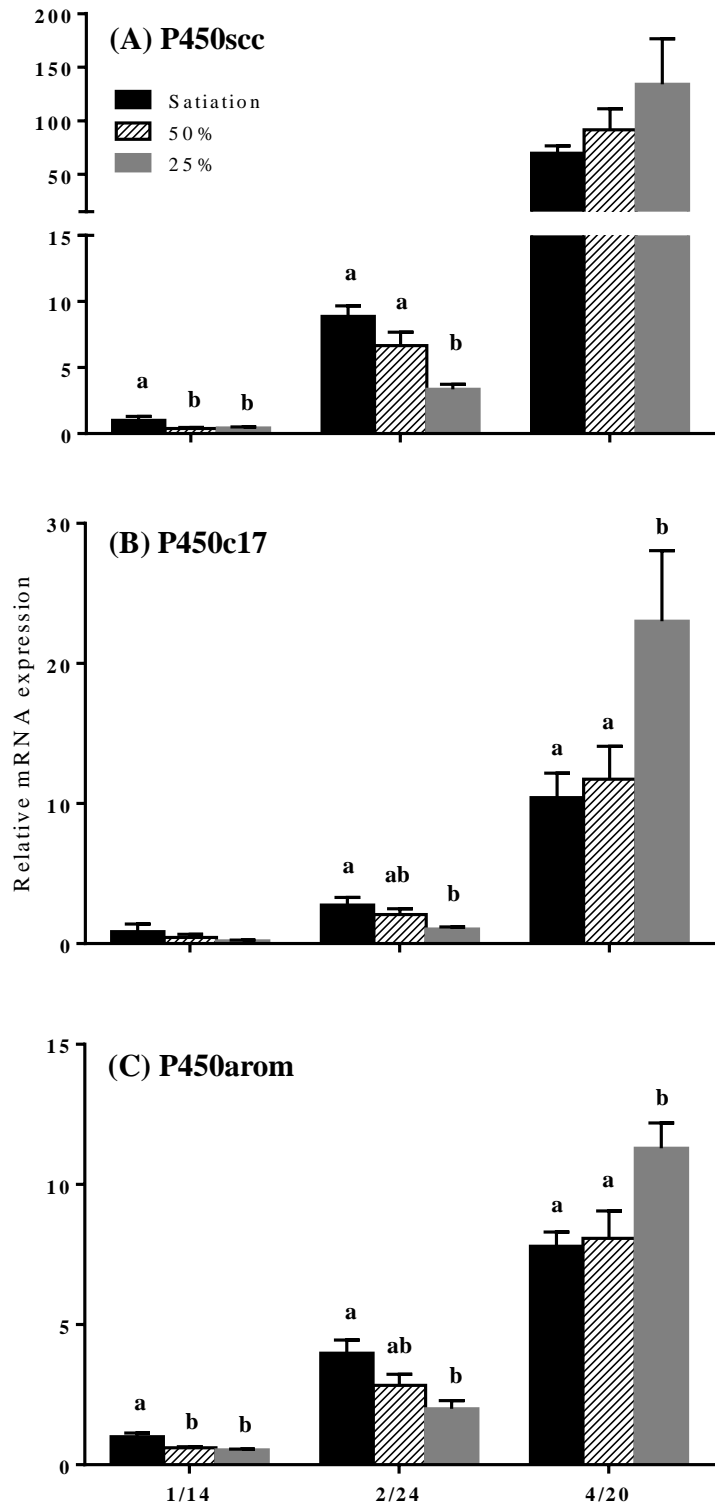 200
(A) P450scc
150
Satiation
100
50%
50
25%
15
a
a
10
b
5
a
b
b
0
30
b
(B) P450c17
20
a
a
10
a
ab
b
0
Relative mRNA expression
15
(C) P450arom
b
10
a
a
a
5
ab
b
a
b
b
0
1/14
2/24
4/20